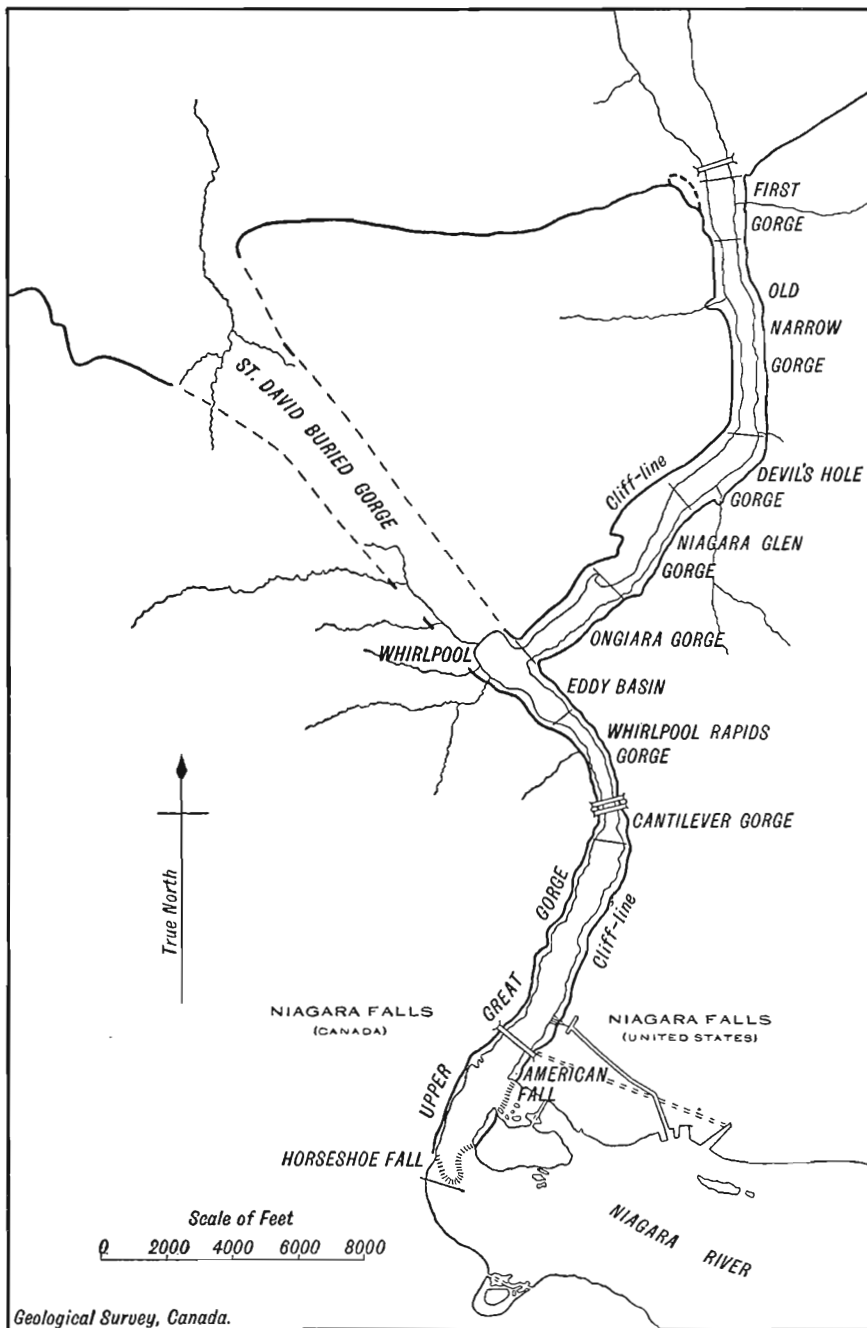 FIRST
GORGE
OLD
NARROW
GORGE
ST. DAVID BURIED GORGE
Cliff-line
DEVIL'S HOLE
GORGE
NIAGARA GLEN
GORGE
ONGIARA GORGE
WHIRLPOOL
EDDY BASIN
WHIRLPOOL RAPIDS
GORGE
CANTILEVER GORGE
True North
UPPER GREAT GORGE
Cliff-line
NIAGARA FALLS
(CANADA)
NIAGARA FALLS
(UNITED STATES)
AMERICAN
FALL
HORSESHOE FALL
NIAGARA
RIVER
Scale of Feet
0 2000 4000 6000 8000
Geological Survey, Canada.